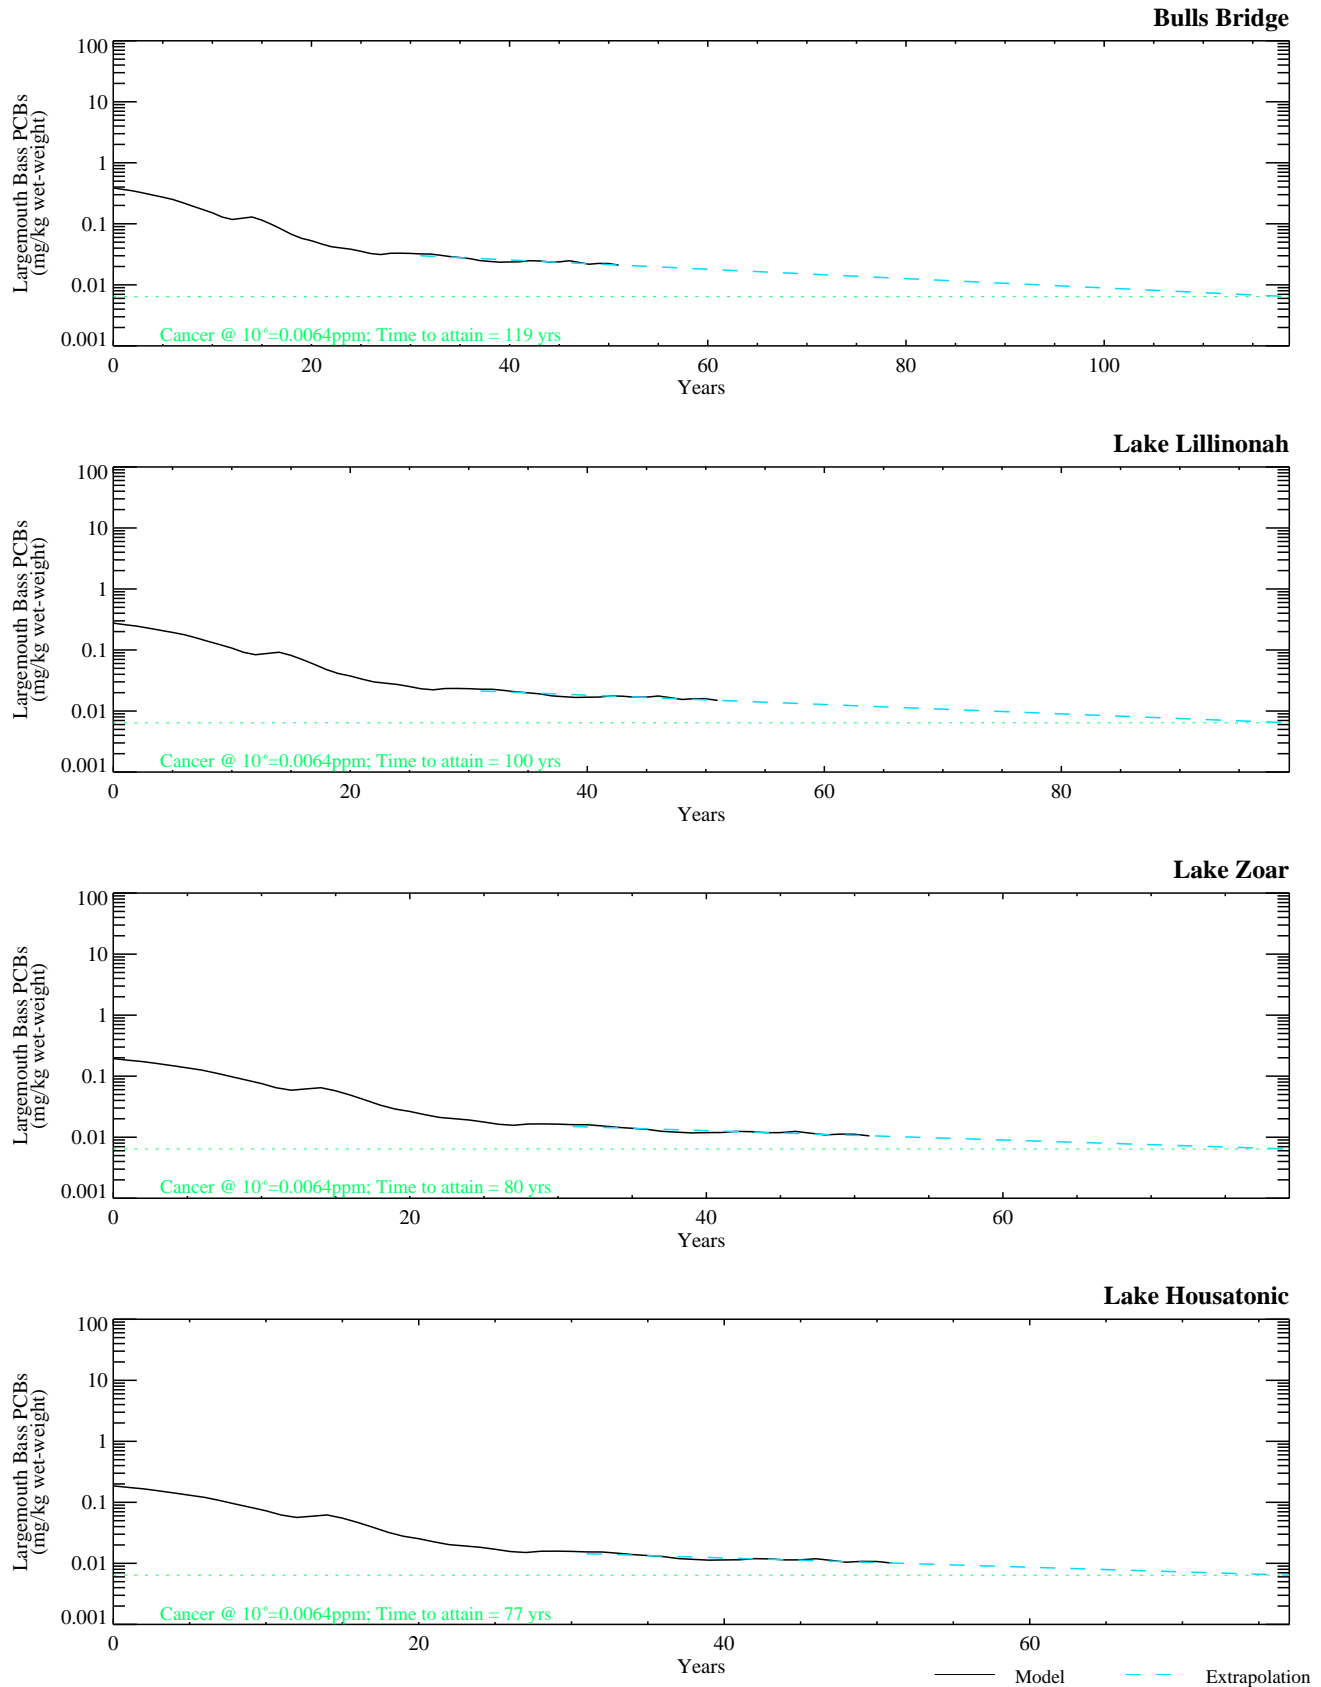 Bulls Bridge
Largemouth Bass PCBs
(mg/kg wet-weight)
100
10
1
0.1
0.01
0.001
Cancer @ 10⁻⁶=0.0064ppm; Time to attain = 119 yrs
0 20 40 60 80 100
Years
Lake Lillinonah
Largemouth Bass PCBs
(mg/kg wet-weight)
100
10
1
0.1
0.01
0.001
Cancer @ 10⁻⁶=0.0064ppm; Time to attain = 100 yrs
0 20 40 60 80
Years
Lake Zoar
Largemouth Bass PCBs
(mg/kg wet-weight)
100
10
1
0.1
0.01
0.001
Cancer @ 10⁻⁶=0.0064ppm; Time to attain = 80 yrs
0 20 40 60
Years
Lake Housatonic
Largemouth Bass PCBs
(mg/kg wet-weight)
100
10
1
0.1
0.01
0.001
Cancer @ 10⁻⁶=0.0064ppm; Time to attain = 77 yrs
0 20 40 60
Years
Model Extrapolation